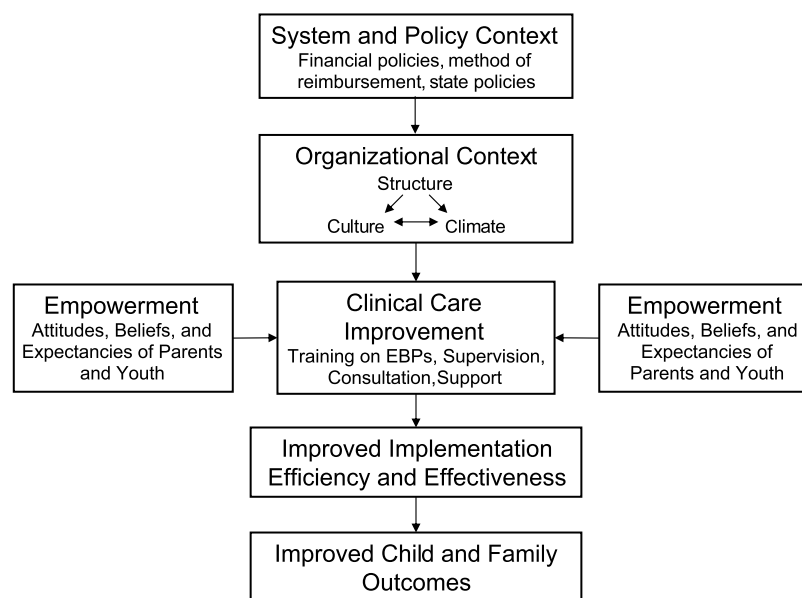 System and Policy Context
Financial policies, method of
reimbursement, state policies
Organizational Context
Structure
Culture
Climate
Empowerment
Attitudes, Beliefs, and
Expectancies of Parents
and Youth
Clinical Care
Improvement
Training on EBPs, Supervision,
Consultation,Support
Empowerment
Attitudes, Beliefs, and
Expectancies of
Parents and Youth
Improved Implementation
Efficiency and Effectiveness
Improved Child and Family
Outcomes